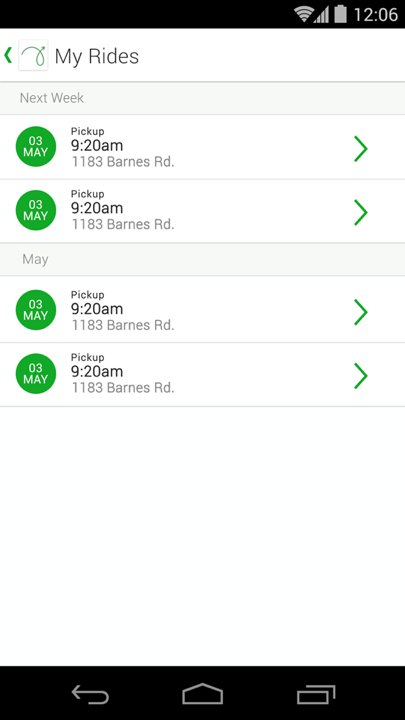 12:06
My Rides
Next Week
03
MAY
Pickup
9:20am
1183 Barnes Rd.
03
MAY
Pickup
9:20am
1183 Barnes Rd.
May
03
MAY
Pickup
9:20am
1183 Barnes Rd.
03
MAY
Pickup
9:20am
1183 Barnes Rd.